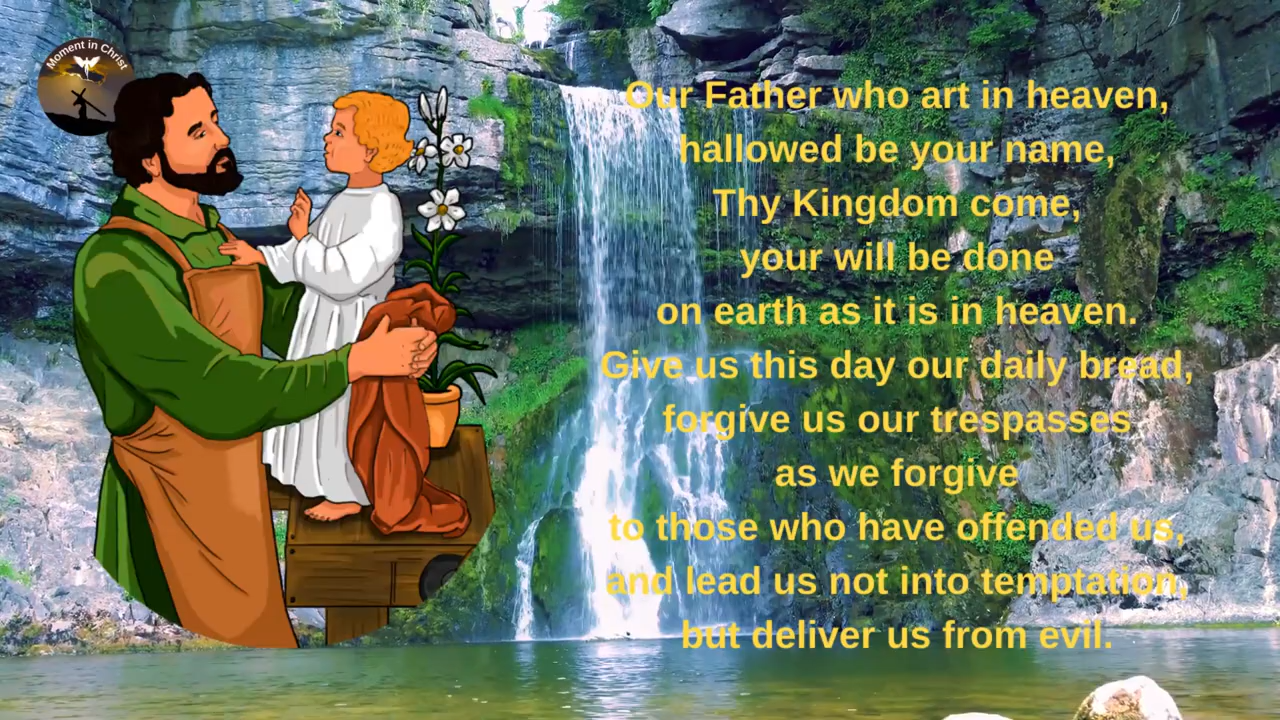 Moment in Christ
Our Father who art in heaven,
hallowed be your name,
Thy Kingdom come,
your will be done
on earth as it is in heaven.
Give us this day our daily bread,
forgive us our trespasses
as we forgive
to those who have offended us,
and lead us not into temptation,
but deliver us from evil.